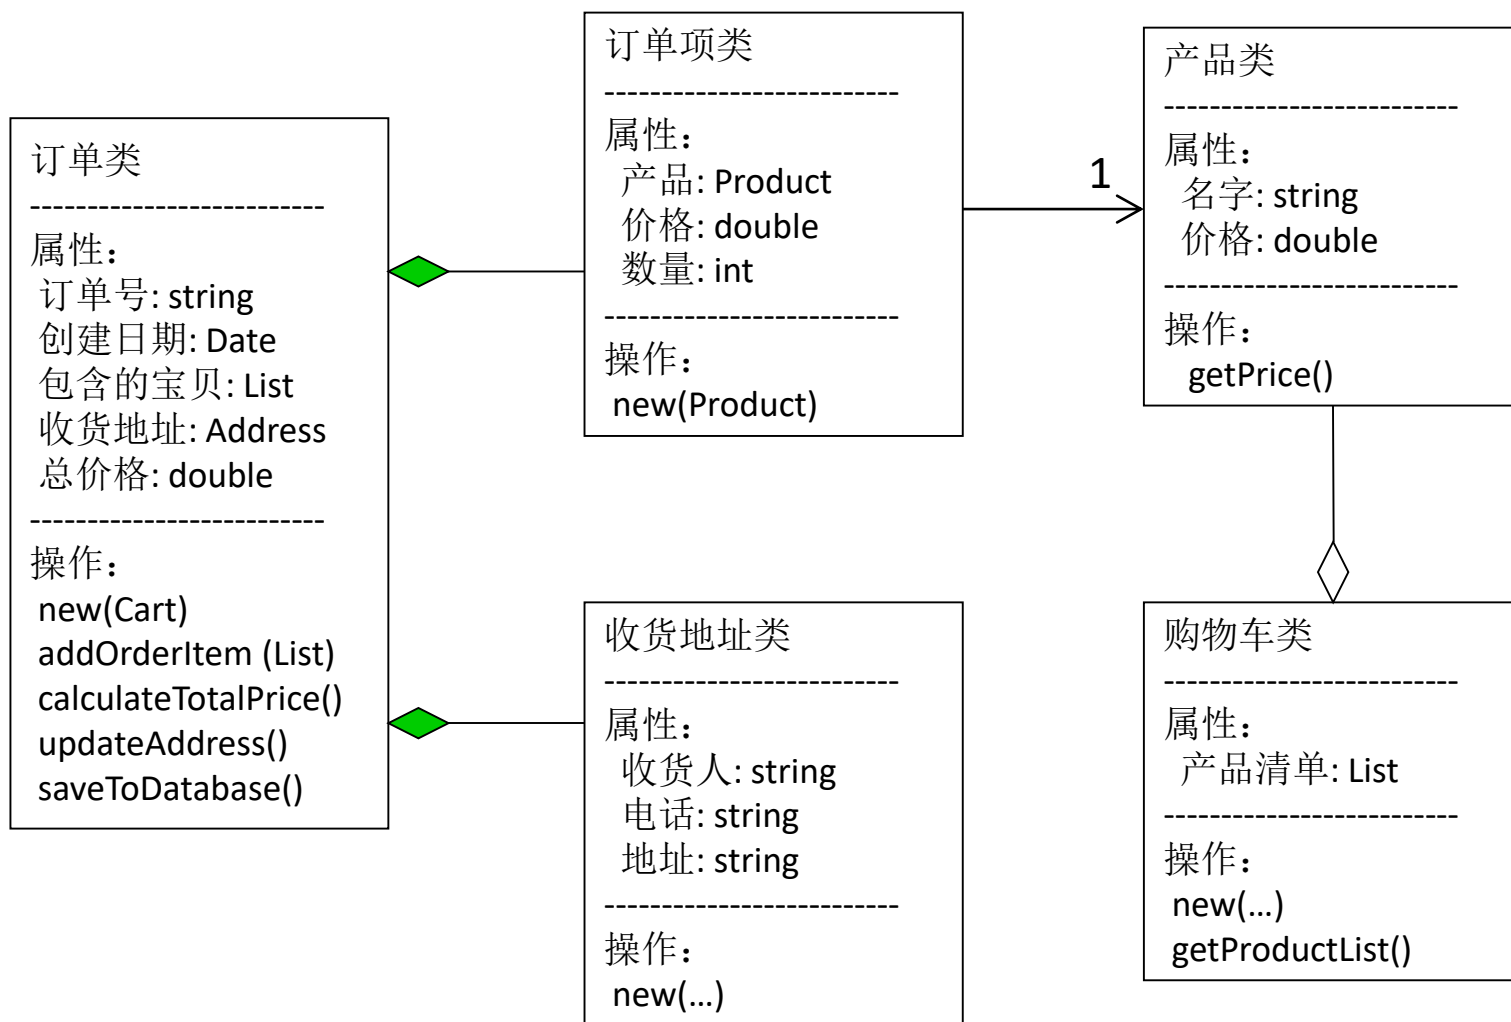 订单类
--------------------------
属性：
订单号: string
创建日期: Date
包含的宝贝: List
收货地址: Address
总价格: double
--------------------------
操作：
new(Cart)
addOrderItem (List)
calculateTotalPrice()
updateAddress()
saveToDatabase()
订单项类
--------------------------
属性：
产品: Product
价格: double
数量: int
--------------------------
操作：
new(Product)
1
产品类
--------------------------
属性：
名字: string
价格: double
--------------------------
操作：
getPrice()
收货地址类
--------------------------
属性：
收货人: string
电话: string
地址: string
--------------------------
操作：
new(…)
购物车类
--------------------------
属性：
产品清单: List
--------------------------
操作：
new(…)
getProductList()